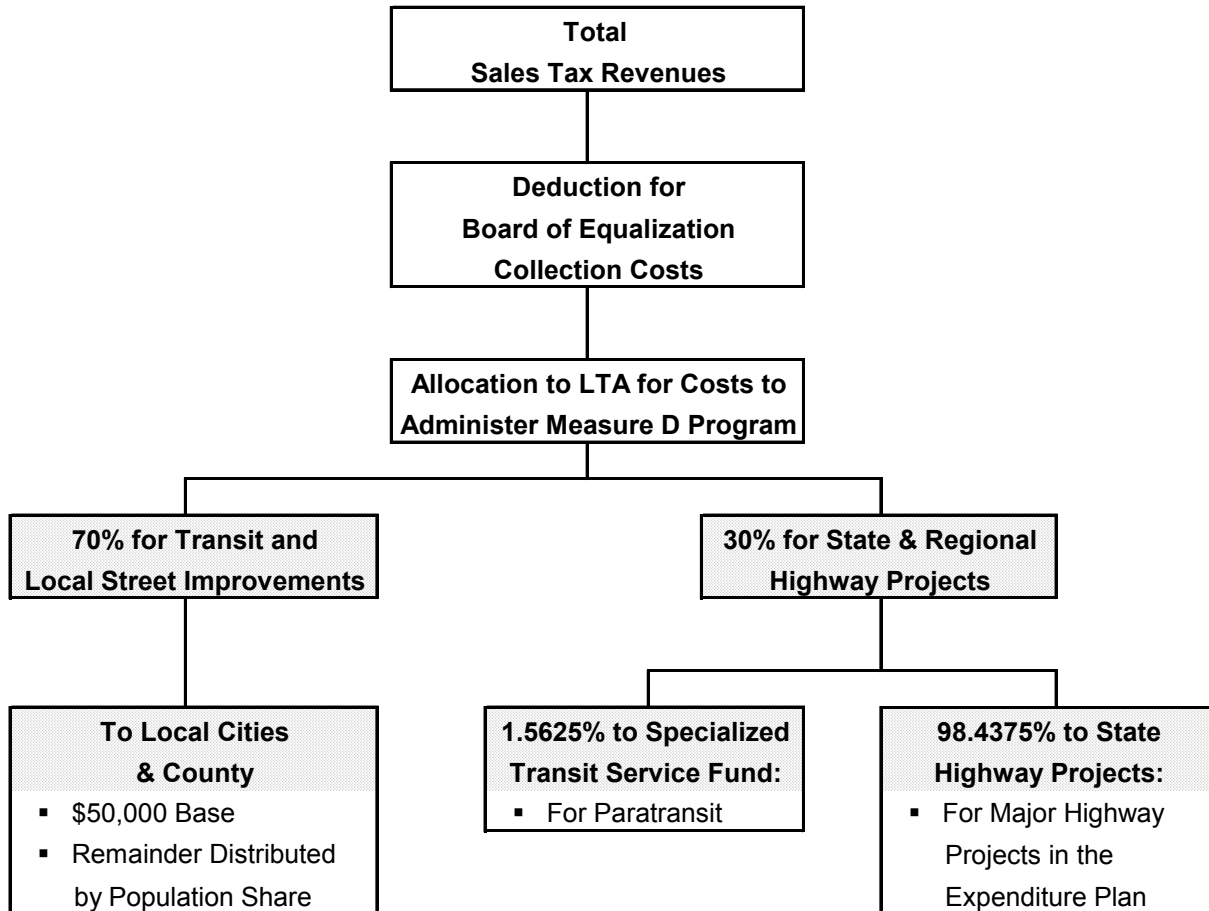 Total
Sales Tax Revenues
Deduction for
Board of Equalization
Collection Costs
Allocation to LTA for Costs to
Administer Measure D Program
70% for Transit and
Local Street Improvements
30% for State & Regional
Highway Projects
To Local Cities
& County
▪ $50,000 Base
▪ Remainder Distributed
by Population Share
1.5625% to Specialized
Transit Service Fund:
▪ For Paratransit
98.4375% to State
Highway Projects:
▪ For Major Highway
Projects in the
Expenditure Plan